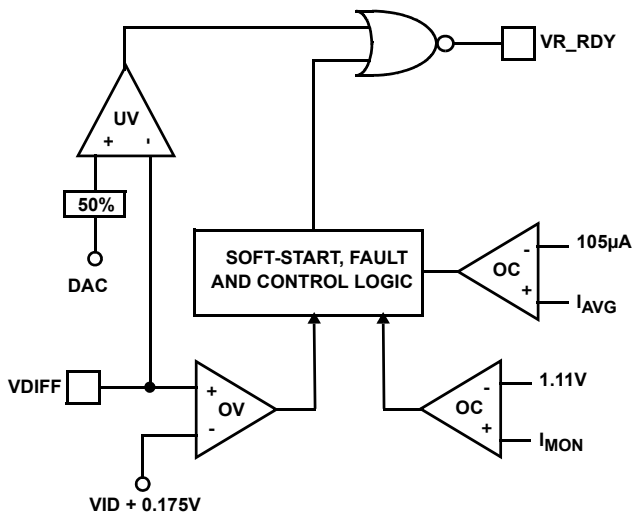 VR_RDY
UV
+ -
50%
DAC
SOFT-START, FAULT
AND CONTROL LOGIC
-
OC
+
105µA
IAVG
VDIFF
+
OV
-
VID + 0.175V
-
OC
+
1.11V
IMON